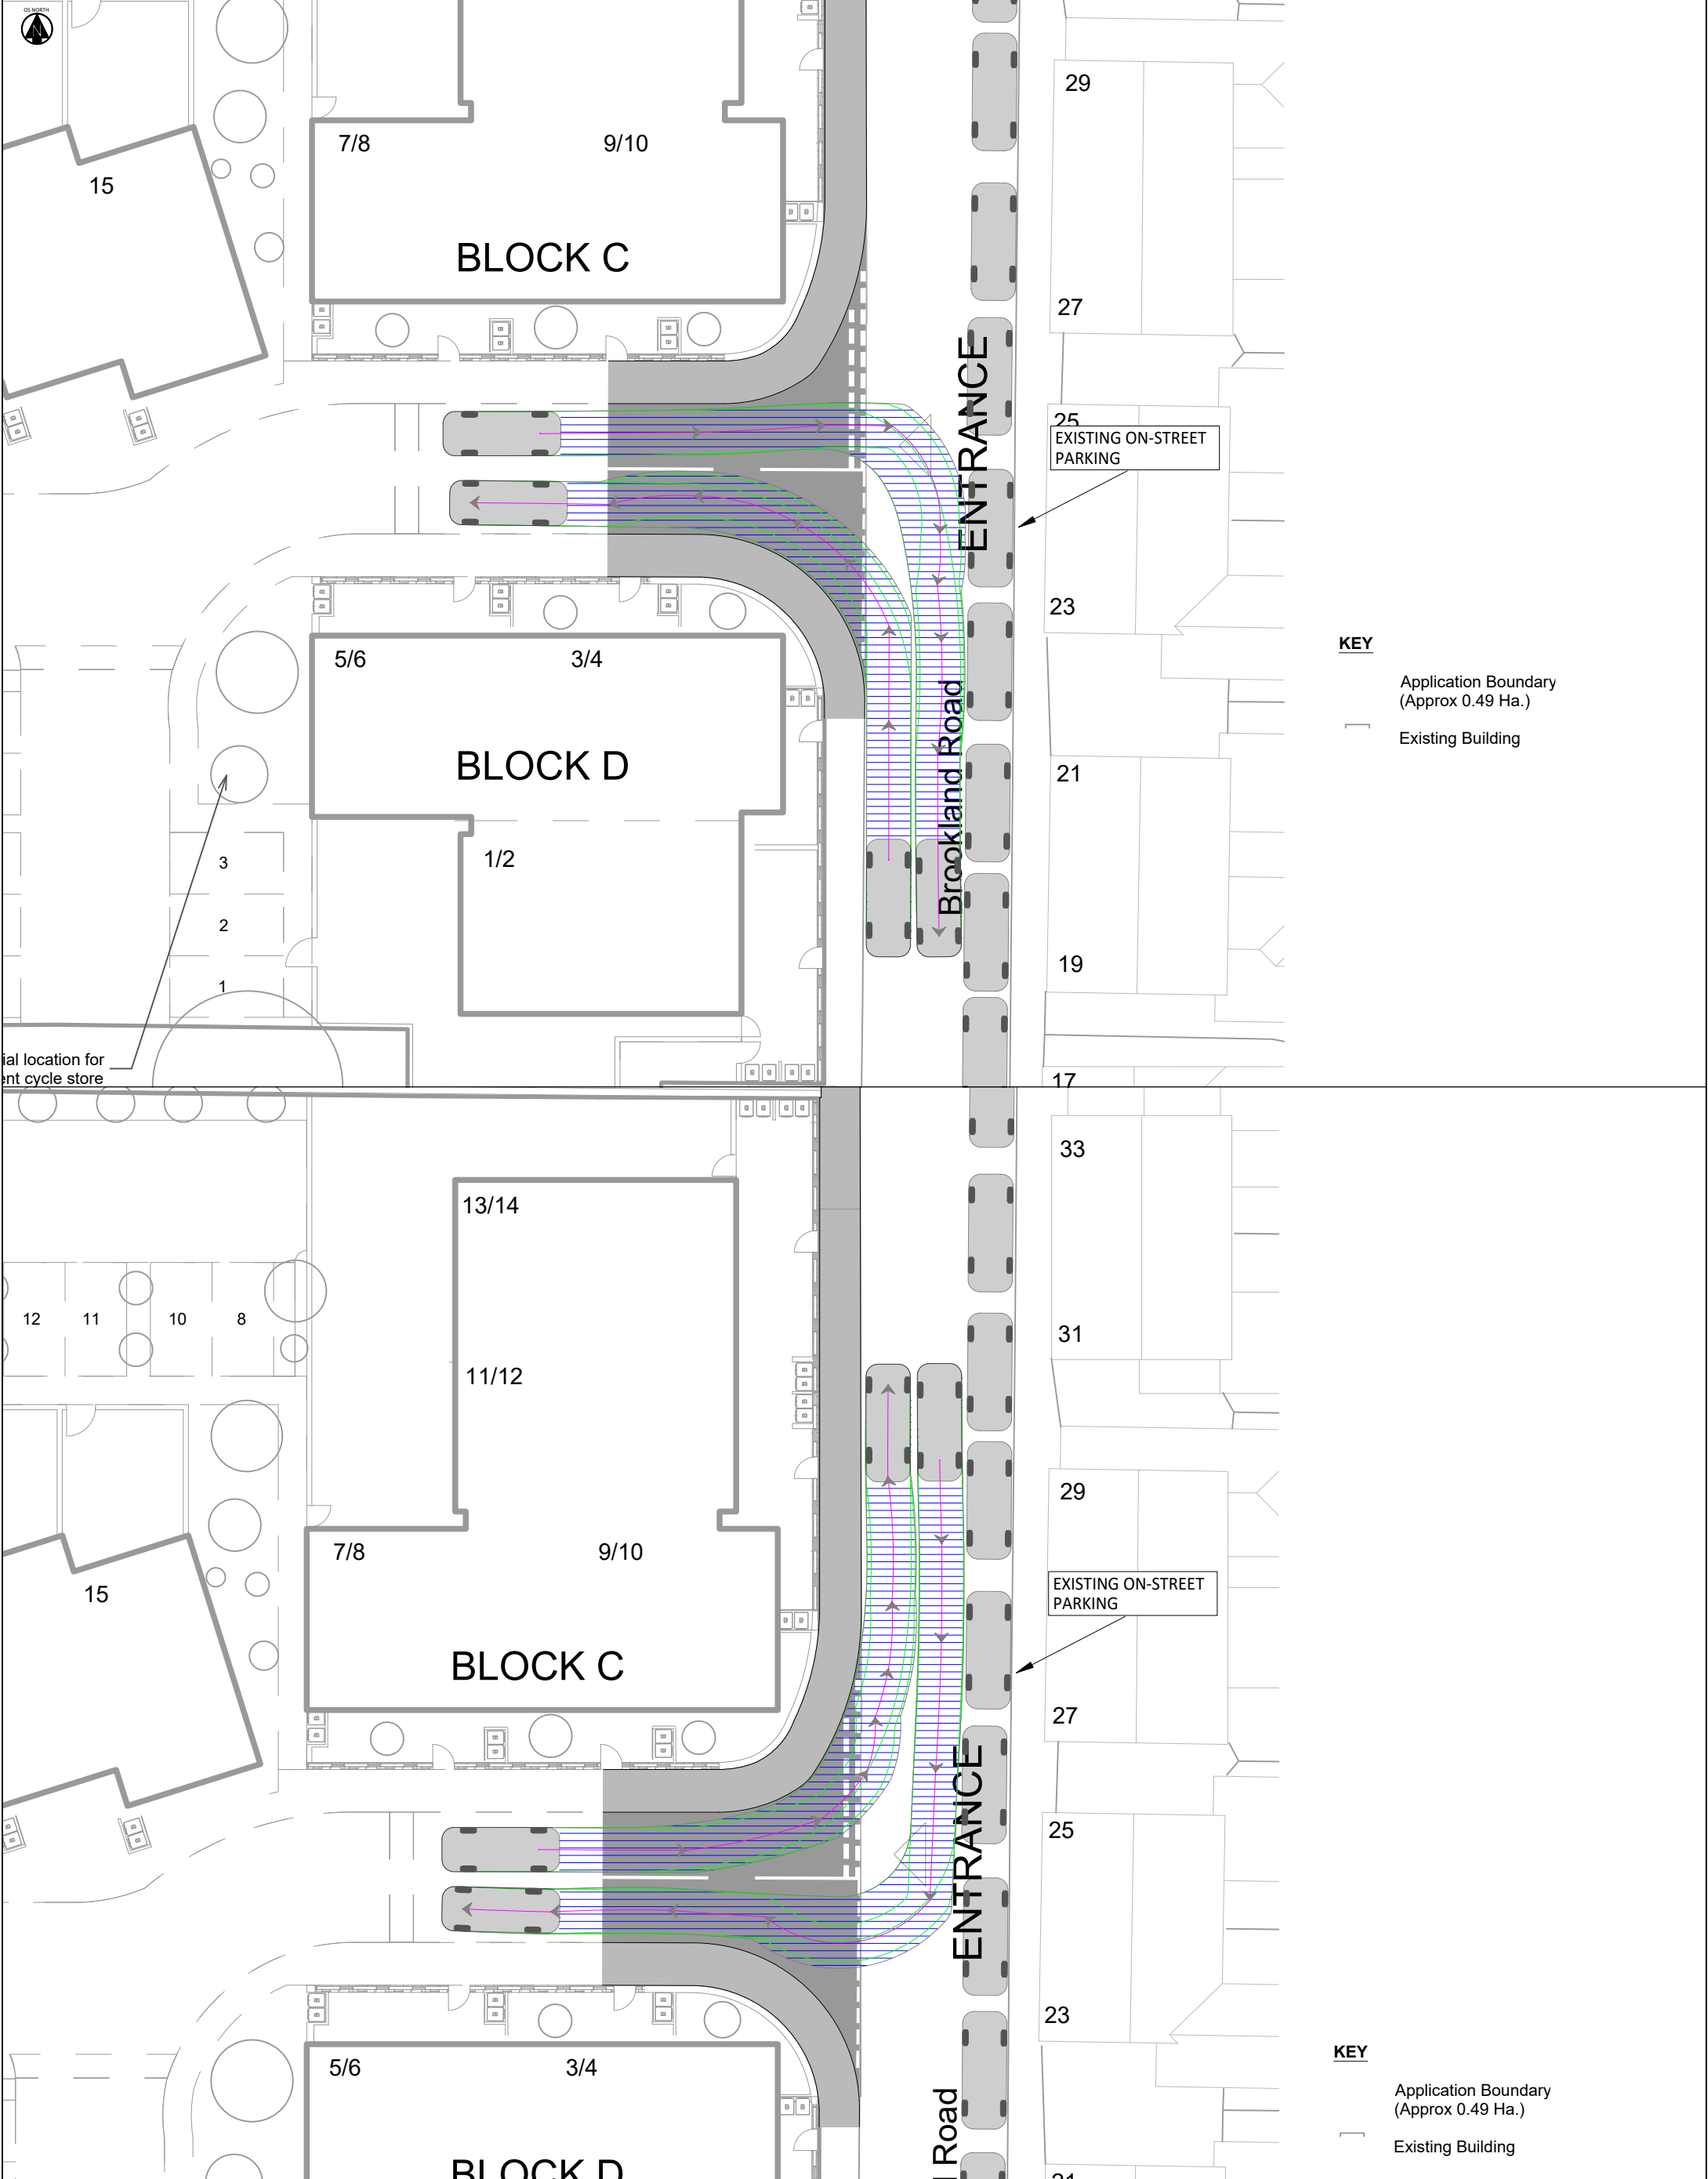 OS NORTH
N
29
7/8
9/10
15
BLOCK C
27
ENTRANCE
25
EXISTING ON-STREET
PARKING
23
KEY
5/6
3/4
Application Boundary
(Approx 0.49 Ha.)
Existing Building
BLOCK D
Brookland Road
21
1/2
3
2
19
1
ial location for
ent cycle store
17
33
13/14
12
11
10
8
31
11/12
29
7/8
9/10
EXISTING ON-STREET
PARKING
15
BLOCK C
27
ENTRANCE
25
23
KEY
5/6
3/4
Application Boundary
(Approx 0.49 Ha.)
Road
Existing Building
BLOCK D
21